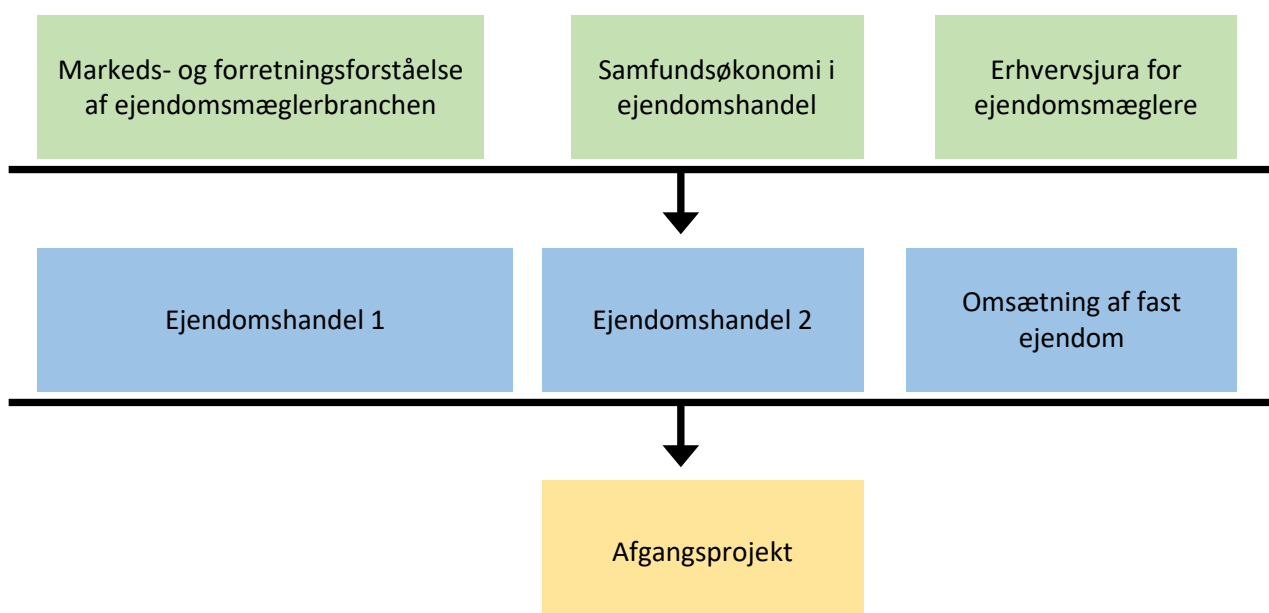 Markeds- og forretningsforståelse
af ejendomsmæglerbranchen
Samfundsøkonomi i
ejendomshandel
Erhvervsjura for
ejendomsmæglere
Ejendomshandel 1
Ejendomshandel 2
Omsætning af fast
ejendom
Afgangsprojekt